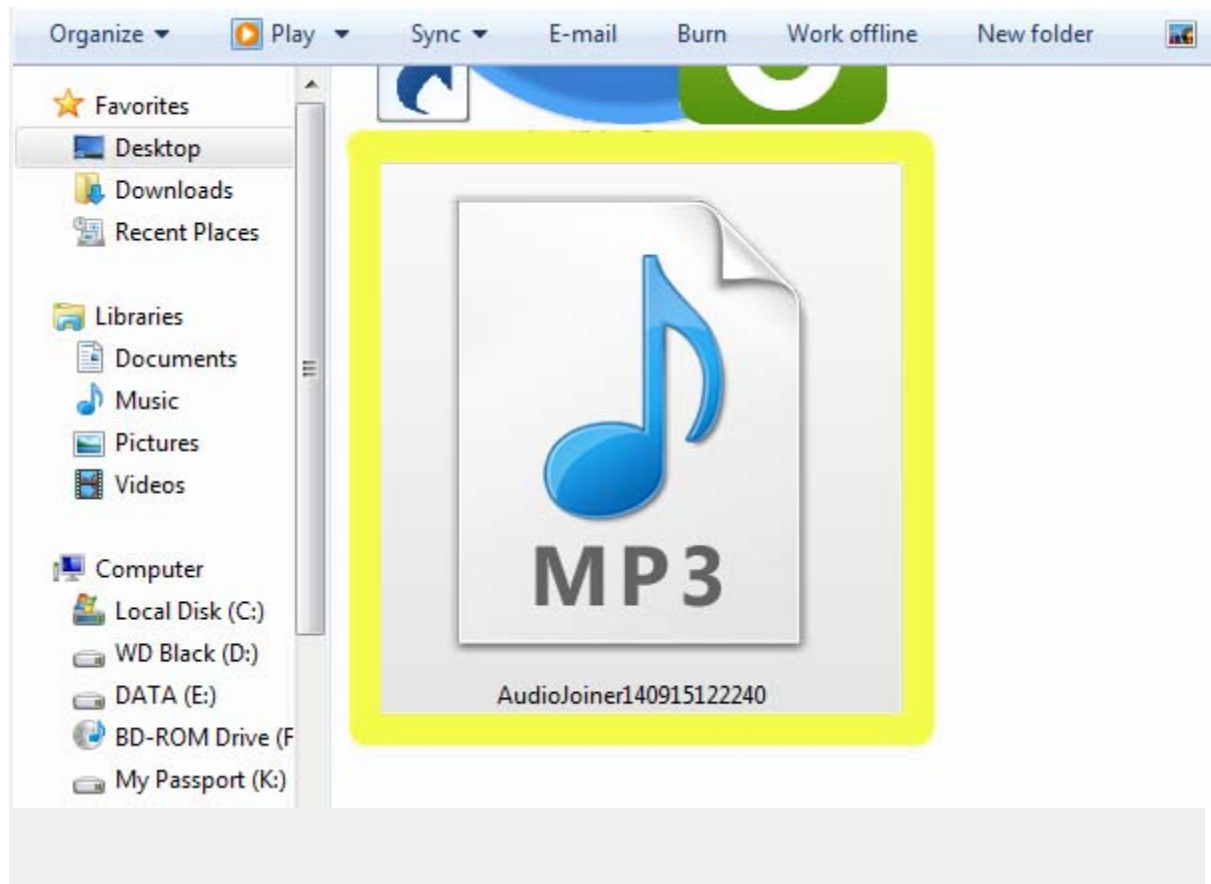 Organize Play Sync E-mail Burn Work offline New folder
Favorites
Desktop
Downloads
Recent Places
Libraries
Documents
Music
Pictures
Videos
Computer
Local Disk (C:)
WD Black (D:)
DATA (E:)
BD-ROM Drive (F
My Passport (K:)
MP3
AudioJoiner140915122240